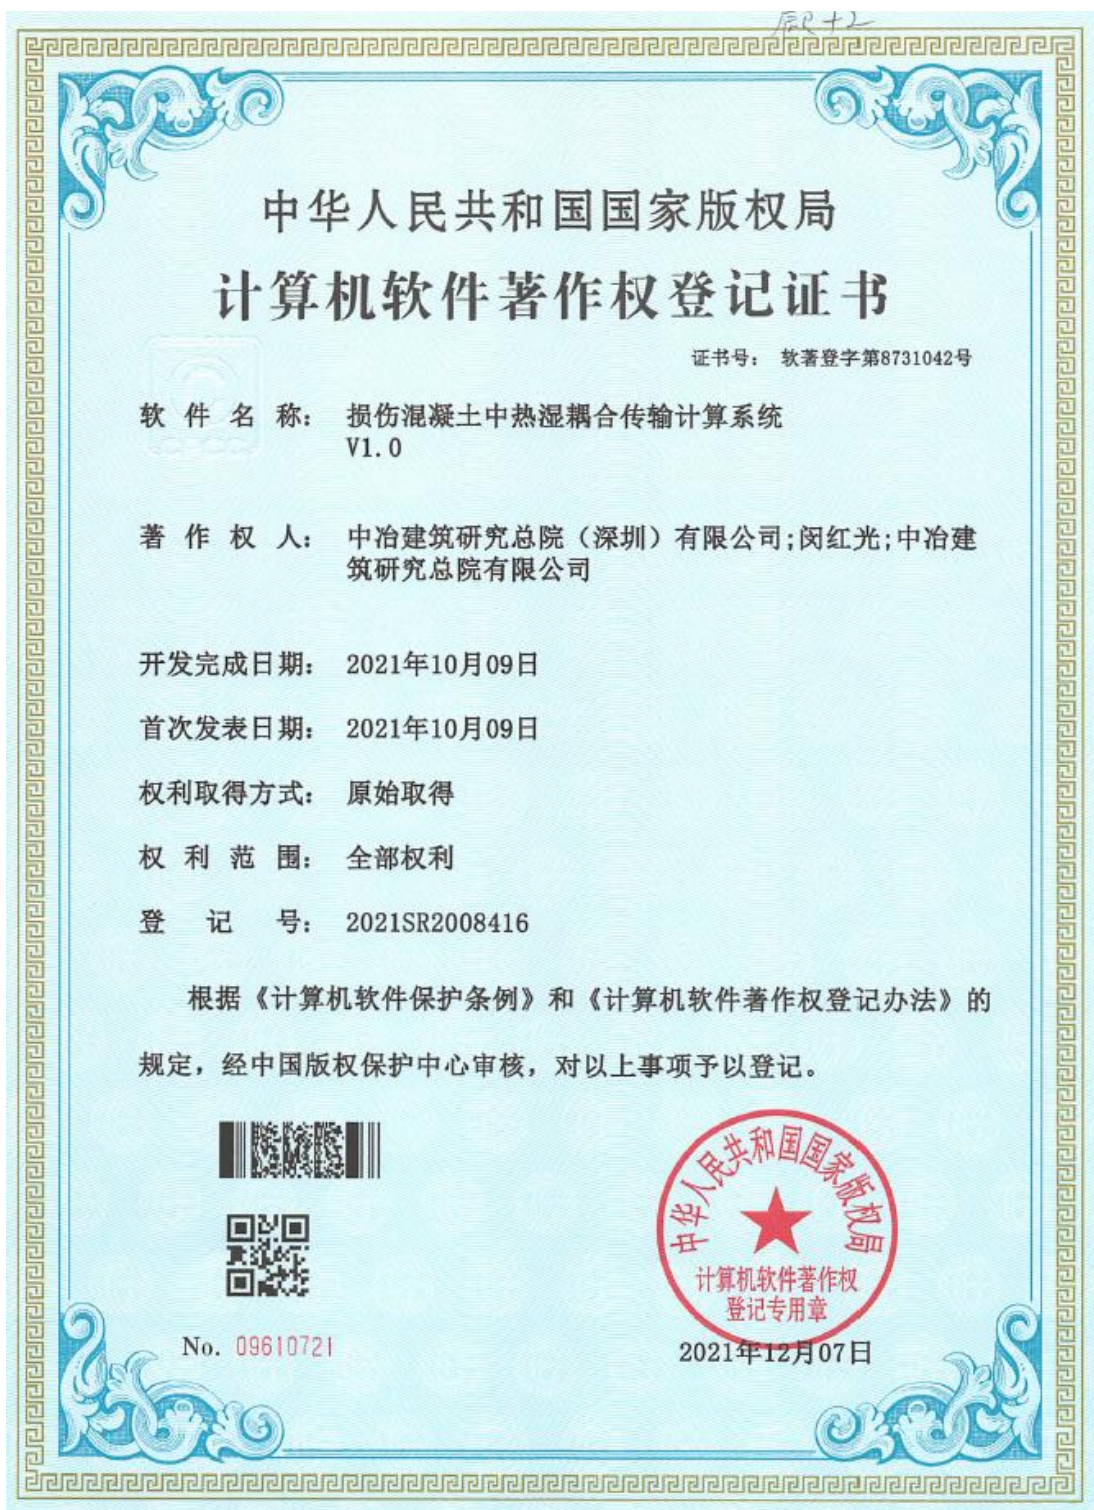 中华人民共和国国家版权局
计算机软件著作权登记证书
证书号： 软著登字第8731042号
软件名称： 损伤混凝土中热湿耦合传输计算系统
V1.0
著作权人： 中冶建筑研究总院（深圳）有限公司;闵红光;中冶建
筑研究总院有限公司
开发完成日期： 2021年10月09日
首次发表日期： 2021年10月09日
权利取得方式： 原始取得
权利范围： 全部权利
登记号： 2021SR2008416
根据《计算机软件保护条例》和《计算机软件著作权登记办法》的
规定，经中国版权保护中心审核，对以上事项予以登记。
中华人民共和国国家版权局
计算机软件著作权
登记专用章
No. 09610721
2021年12月07日